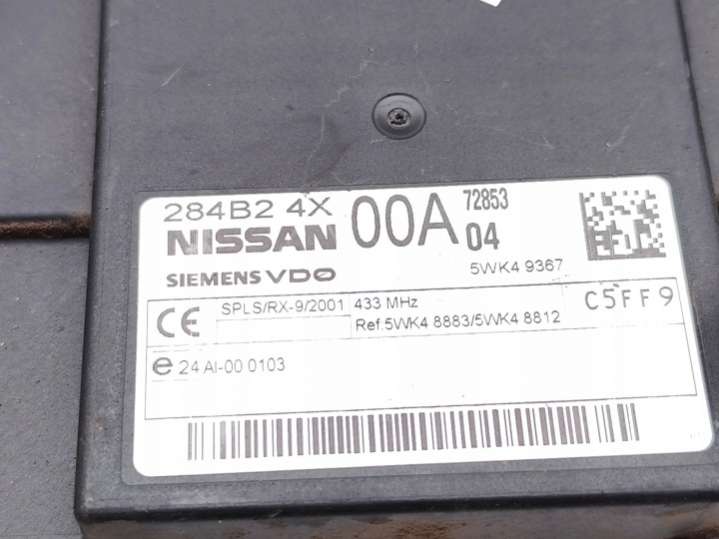 284B2 4X 00A 72853
NISSAN 04
SIEMENS VDO 5WK4 9367
CE SPLS/RX-9/2001 433 MHz C5FF9
Ref.5WK4 8883/5WK4 8812
e 24 AI-00 0103